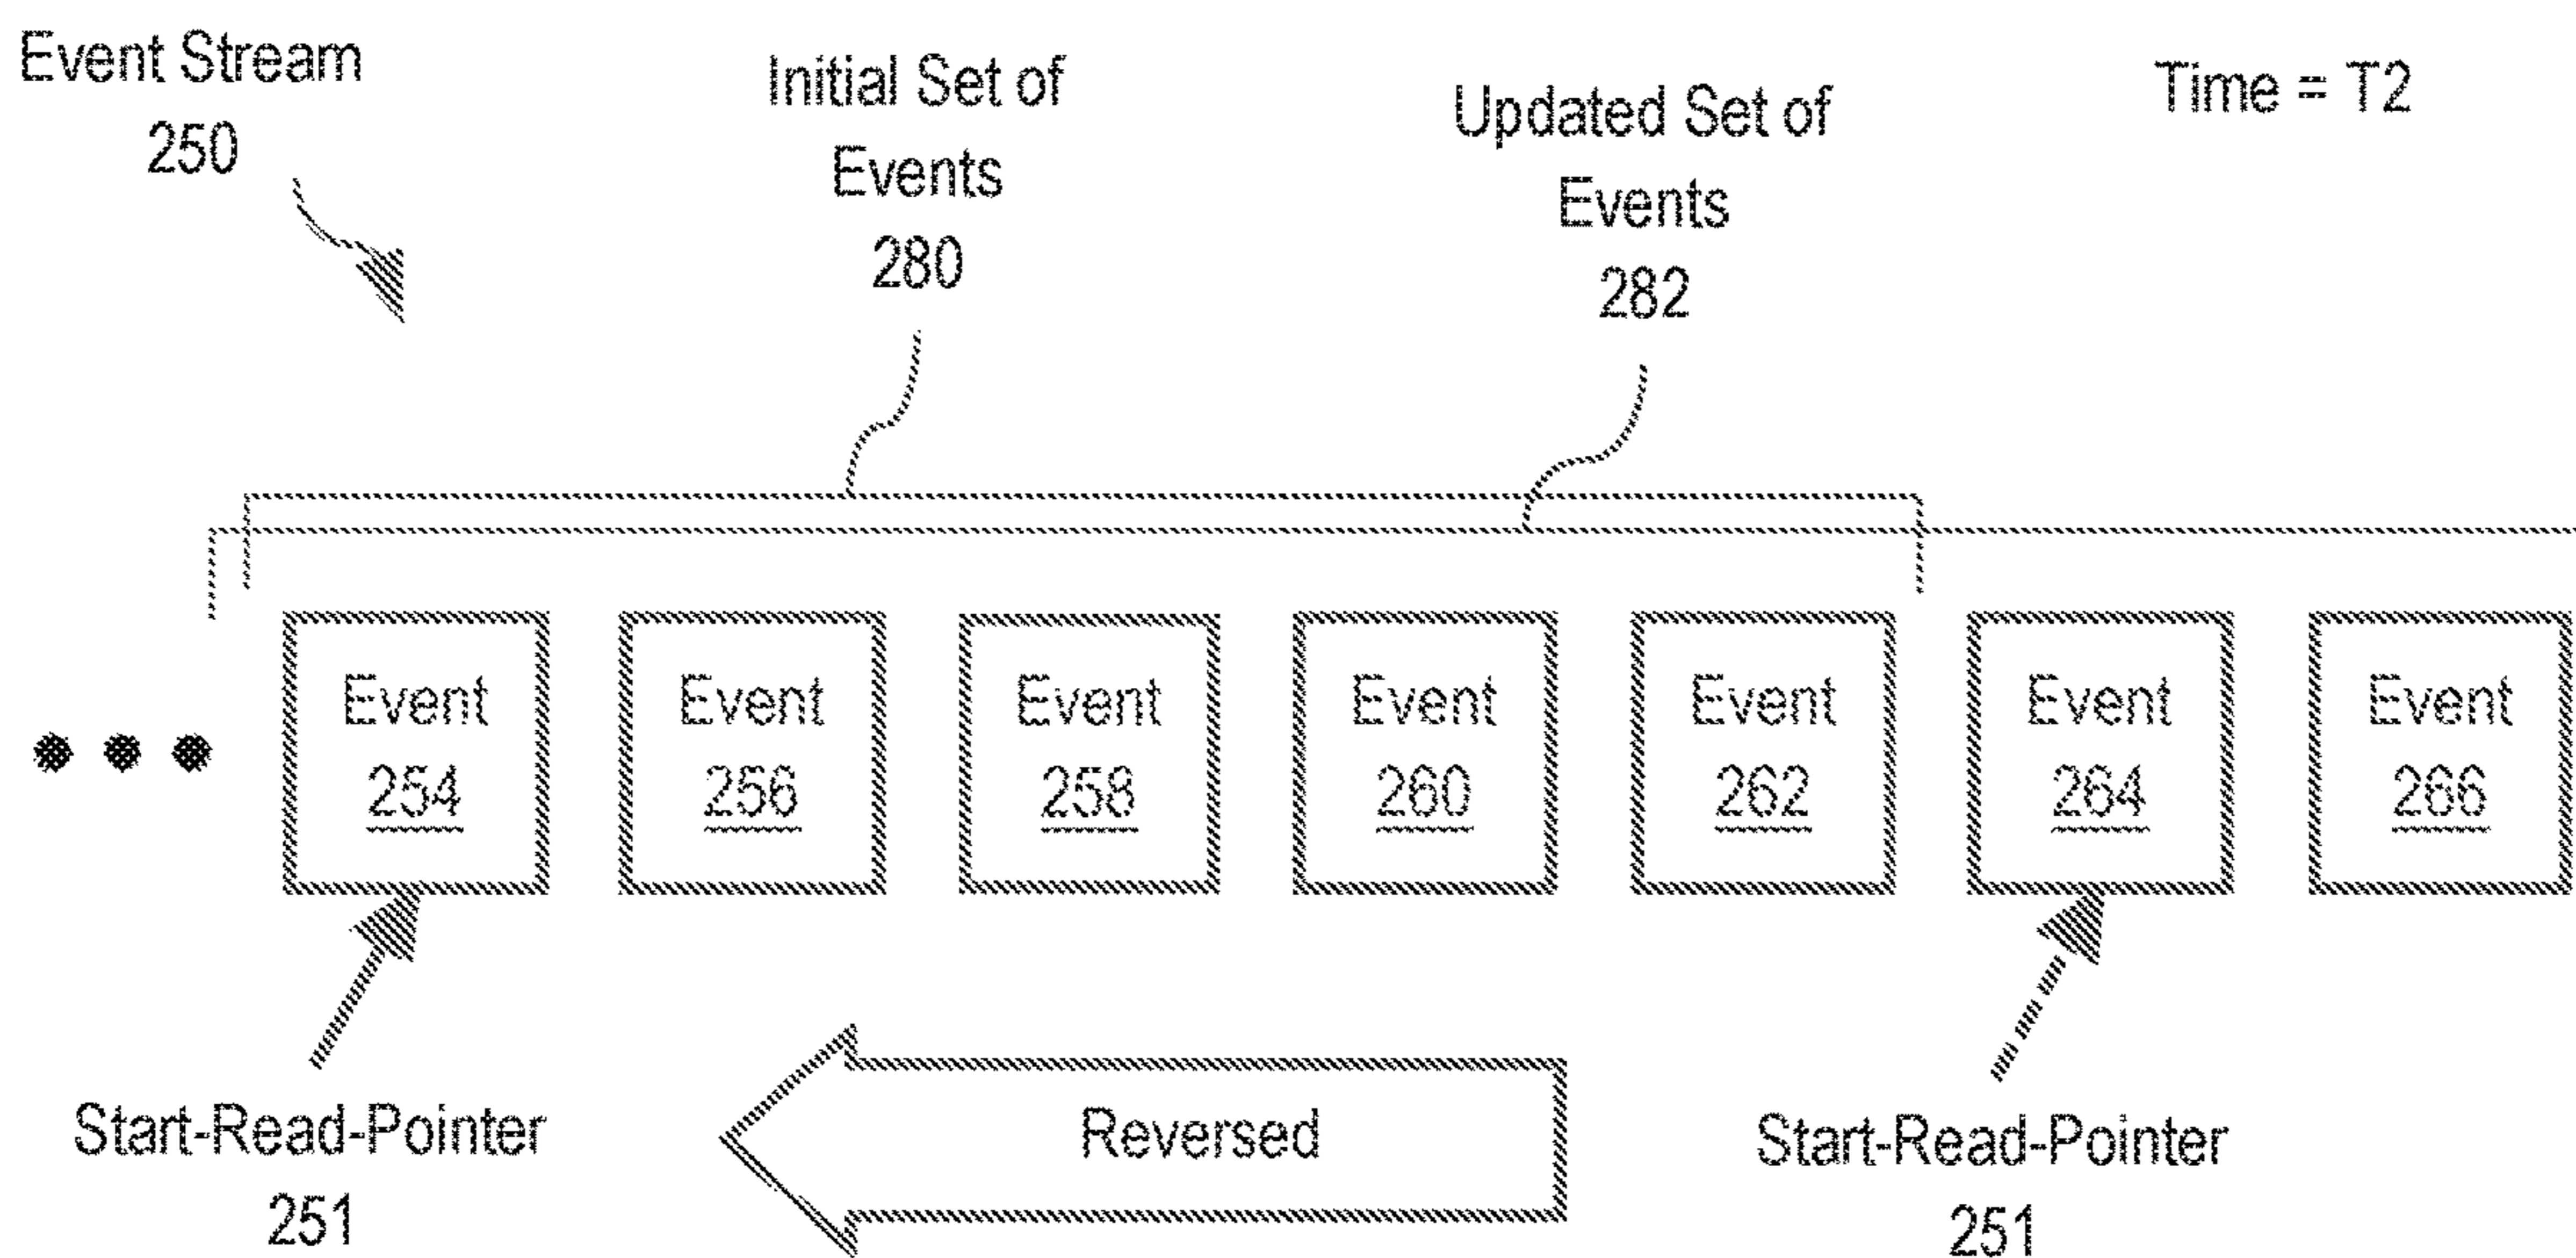 Event Stream
250
Initial Set of
Events
280
Updated Set of
Events
282
Time = T2
Event
254
Event
256
Event
258
Event
260
Event
262
Event
264
Event
266
Start-Read-Pointer
251
Reversed
Start-Read-Pointer
251